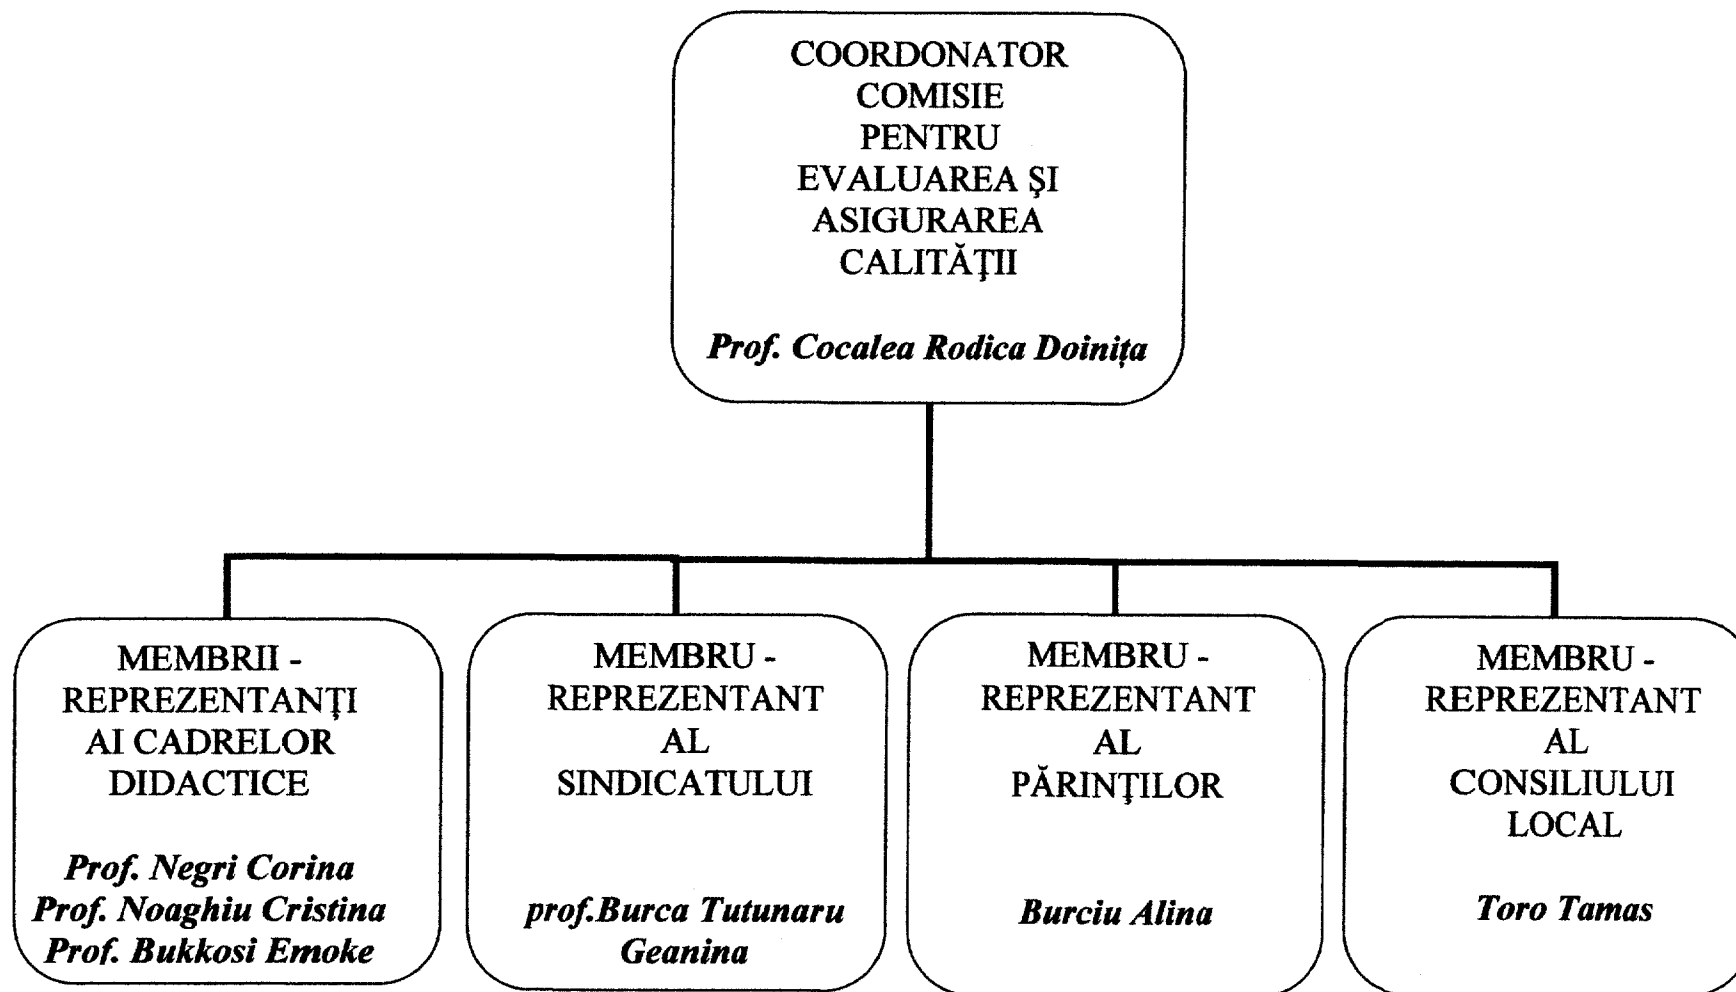 COORDONATOR
COMISIE
PENTRU
EVALUAREA ŞI
ASIGURAREA
CALITĂŢII
Prof. Cocalea Rodica Doinița
MEMBRII -
REPREZENTANŢI
AI CADRELOR
DIDACTICE
Prof. Negri Corina
Prof. Noaghiu Cristina
Prof. Bukkosi Emoke
MEMBRU -
REPREZENTANT
AL
SINDICATULUI
prof.Burca Tutunaru
Geanina
MEMBRU -
REPREZENTANT
AL
PĂRINŢILOR
Burciu Alina
MEMBRU -
REPREZENTANT
AL
CONSILIULUI
LOCAL
Toro Tamas